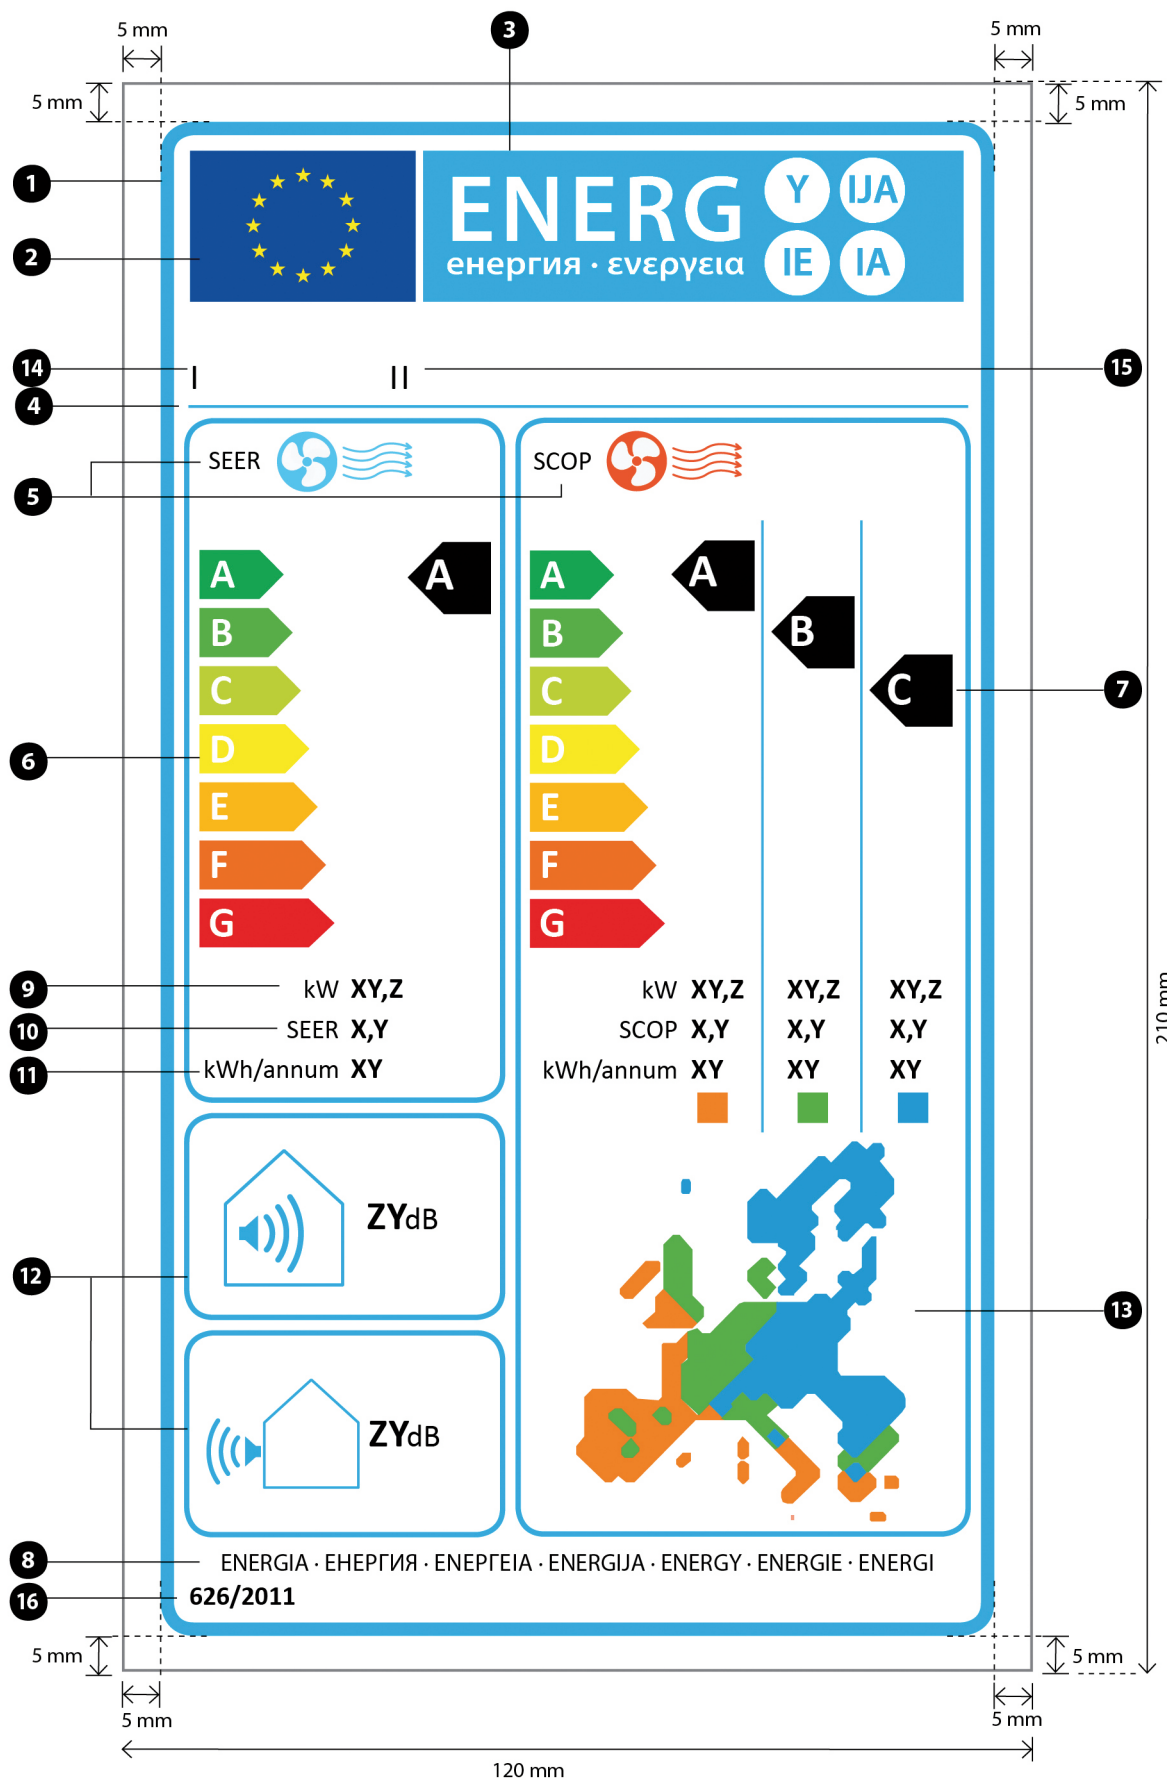 5 mm
3
5 mm
5 mm
5 mm
1
ENERG
Y
IJA
2
енергия · ενεργεια
IE
IA
14
I
II
15
4
SEER
SCOP
5
A
A
A
A
B
B
B
C
C
C
7
6
D
D
E
E
F
F
G
G
9
kW XY,Z
kW XY,Z XY,Z XY,Z
10
SEER X,Y
SCOP X,Y X,Y X,Y
11
kWh/annum XY
kWh/annum XY XY XY
210 mm
ZYdB
12
13
ZYdB
8
ENERGIA · ЕНЕРГИЯ · ΕΝΕΡΓΕΙΑ · ENERGIJA · ENERGY · ENERGIE · ENERGI
16
626/2011
5 mm
5 mm
5 mm
5 mm
120 mm